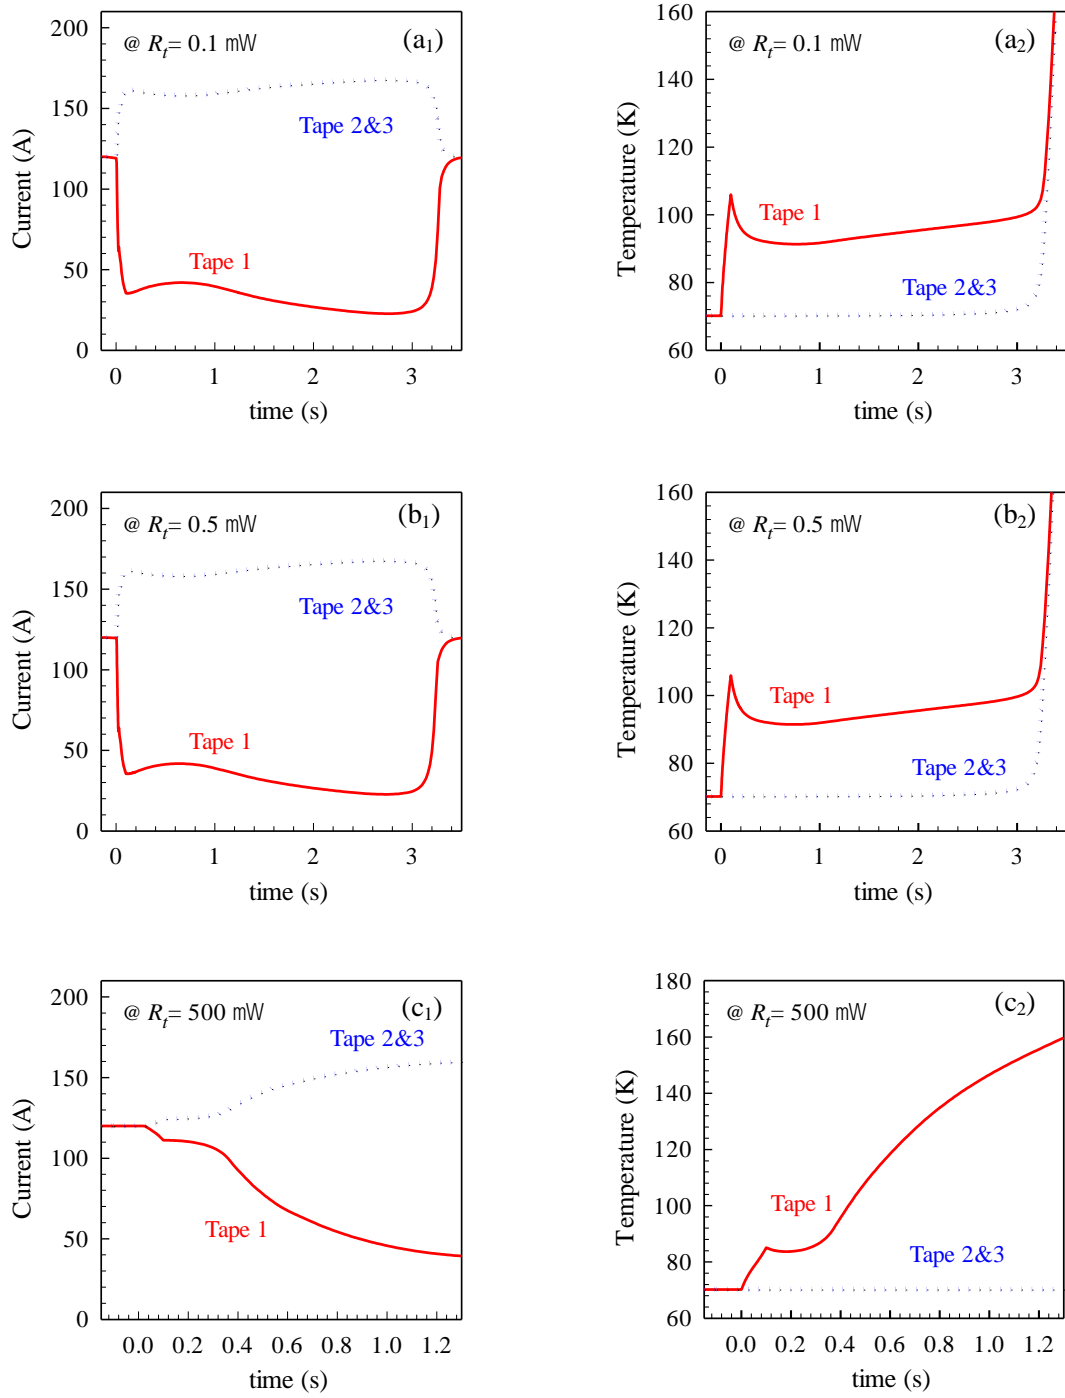 (a1)
@ Rt= 0.1 mW
Tape 2&3
Tape 1
200
150
100
50
0
Current (A)
0 1 2 3
time (s)
(a2)
@ Rt= 0.1 mW
Tape 1
Tape 2&3
160
140
120
100
80
60
Temperature (K)
0 1 2 3
time (s)
(b1)
@ Rt= 0.5 mW
Tape 2&3
Tape 1
200
150
100
50
0
Current (A)
0 1 2 3
time (s)
(b2)
@ Rt= 0.5 mW
Tape 1
Tape 2&3
160
140
120
100
80
60
Temperature (K)
0 1 2 3
time (s)
(c1)
@ Rt= 500 mW
Tape 2&3
Tape 1
200
150
100
50
0
Current (A)
0.0 0.2 0.4 0.6 0.8 1.0 1.2
time (s)
(c2)
@ Rt= 500 mW
Tape 1
Tape 2&3
180
160
140
120
100
80
60
Temperature (K)
0.0 0.2 0.4 0.6 0.8 1.0 1.2
time (s)